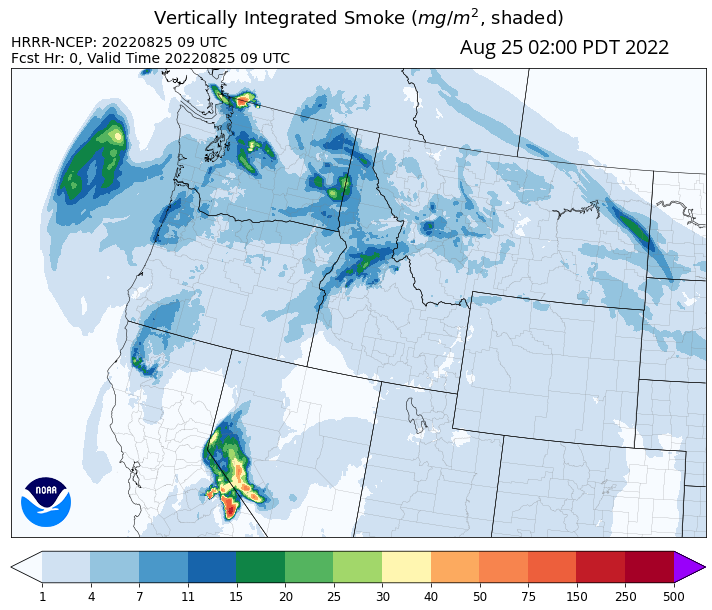 Vertically Integrated Smoke (mg/m², shaded)
HRRR-NCEP: 20220825 09 UTC
Fcst Hr: 0, Valid Time 20220825 09 UTC
Aug 25 02:00 PDT 2022
NOAA
1 4 7 11 15 20 25 30 40 50 75 150 250 500